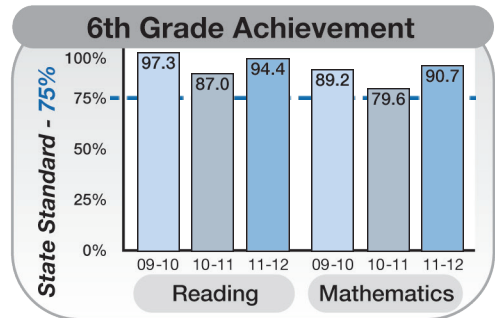 6th Grade Achievement
State Standard - 75%
100%
75%
50%
25%
0%
97.3
87.0
94.4
89.2
79.6
90.7
09-10 10-11 11-12 09-10 10-11 11-12
Reading Mathematics